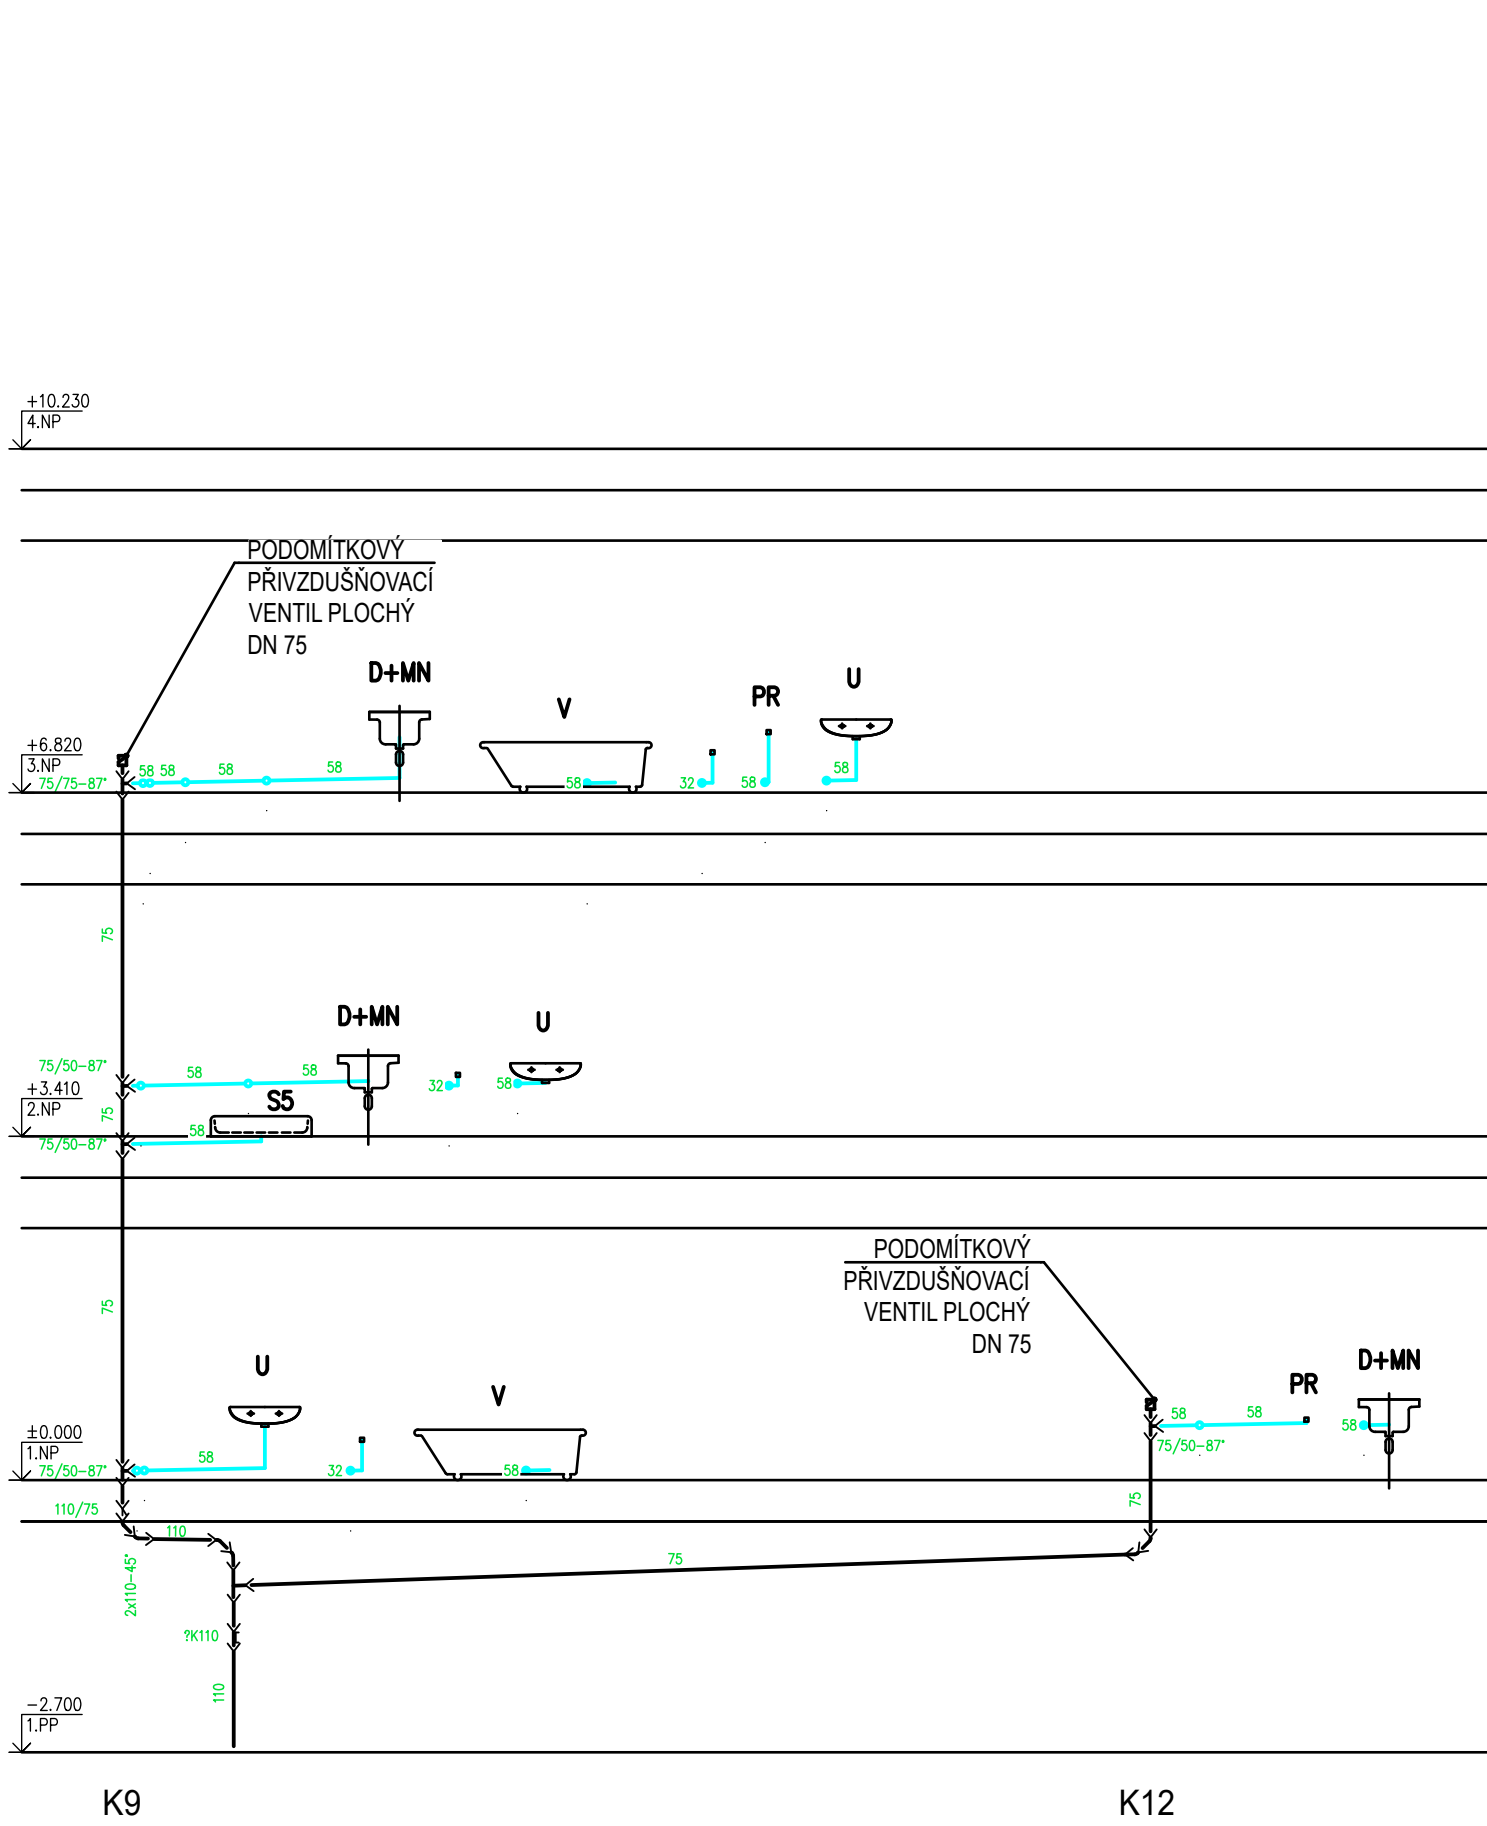 +10.230
4.NP
PODOMÍTKOVÝ
PŘIVZDUŠŇOVACÍ
VENTIL PLOCHÝ
DN 75
D+MN
V
PR
U
+6.820
3.NP
75/75-87°
58 58 58 58
58
32
58
58
75
D+MN
U
75/50-87°
58 58
32
58
+3.410
2.NP
75
S5
58
75/50-87°
75
PODOMÍTKOVÝ
PŘIVZDUŠŇOVACÍ
VENTIL PLOCHÝ
DN 75
U
V
PR
D+MN
±0.000
1.NP
75/50-87°
58
32
58
58 58
58
75/50-87°
75
110/75
110
2x110-45°
75
?K110
110
-2.700
1.PP
K9
K12